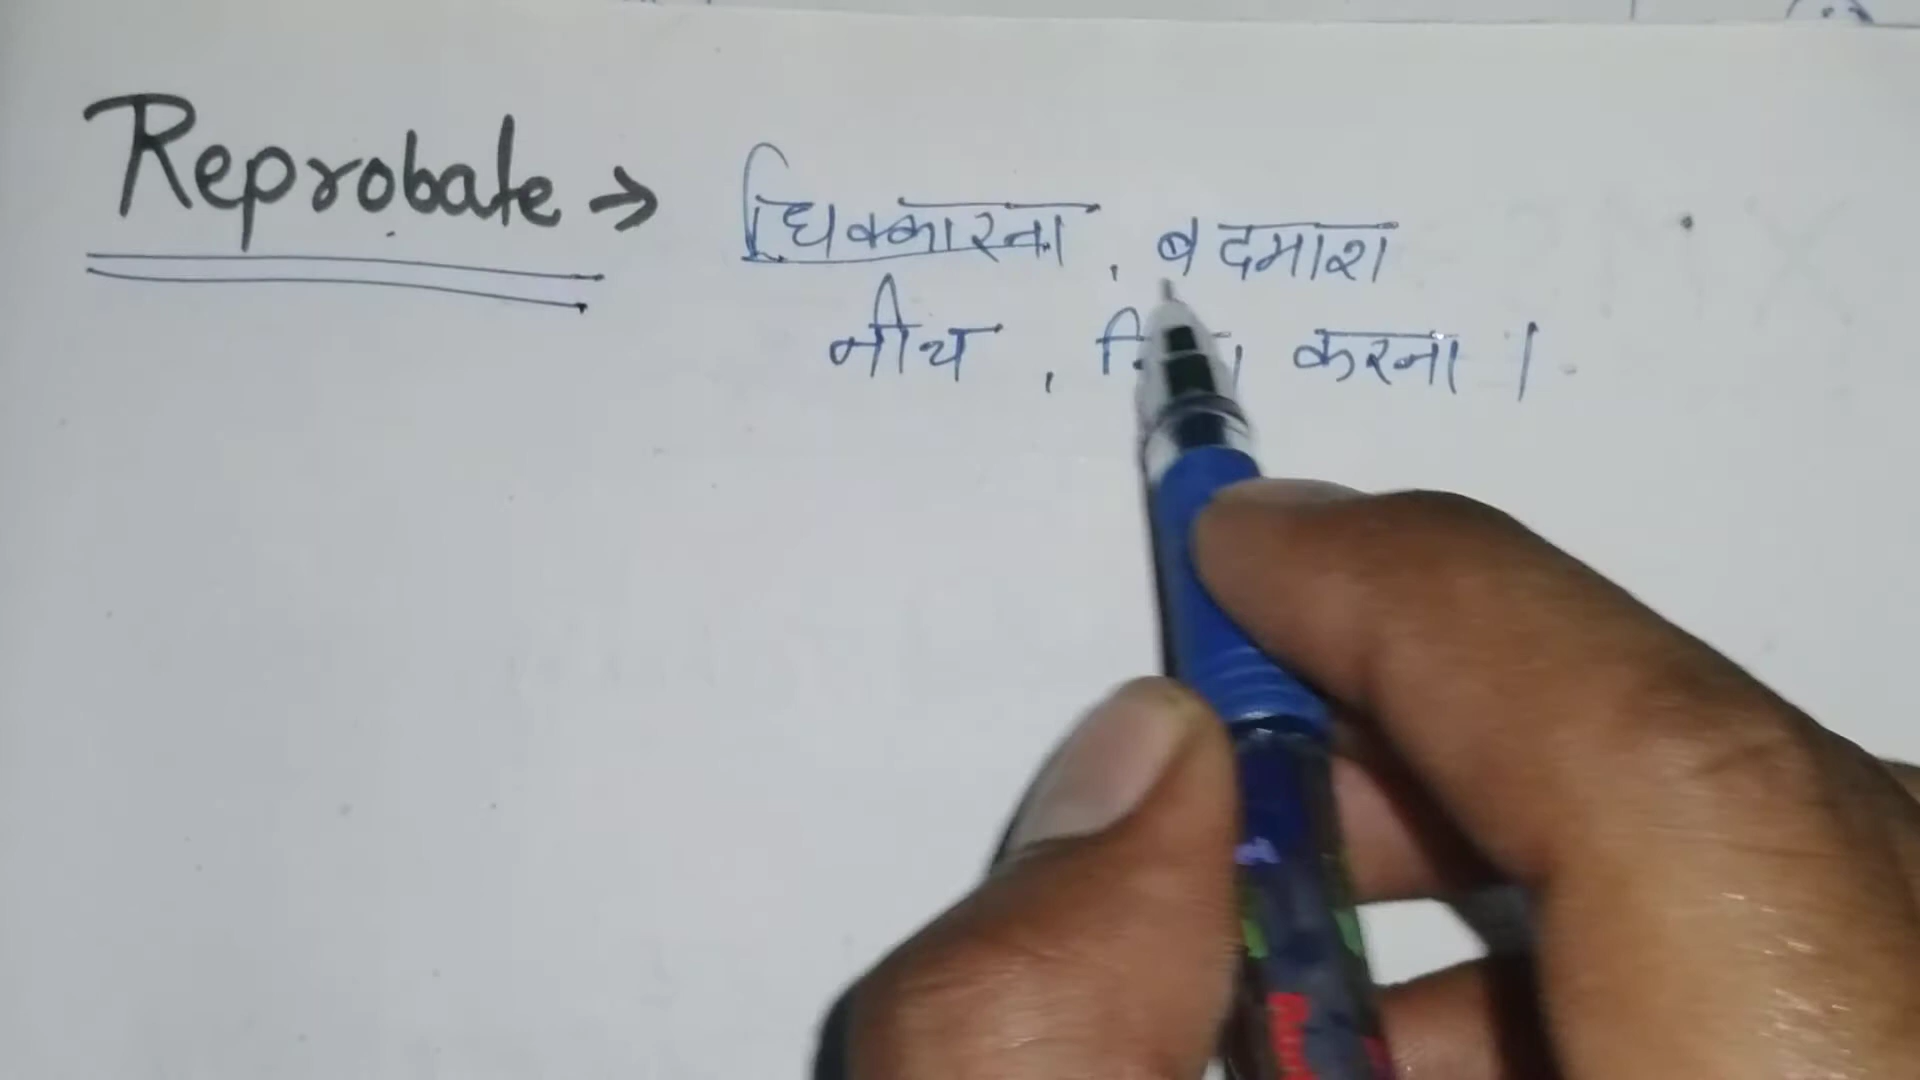 Reprobate → धिक्कारना, बदमाश
नीच, करना ।